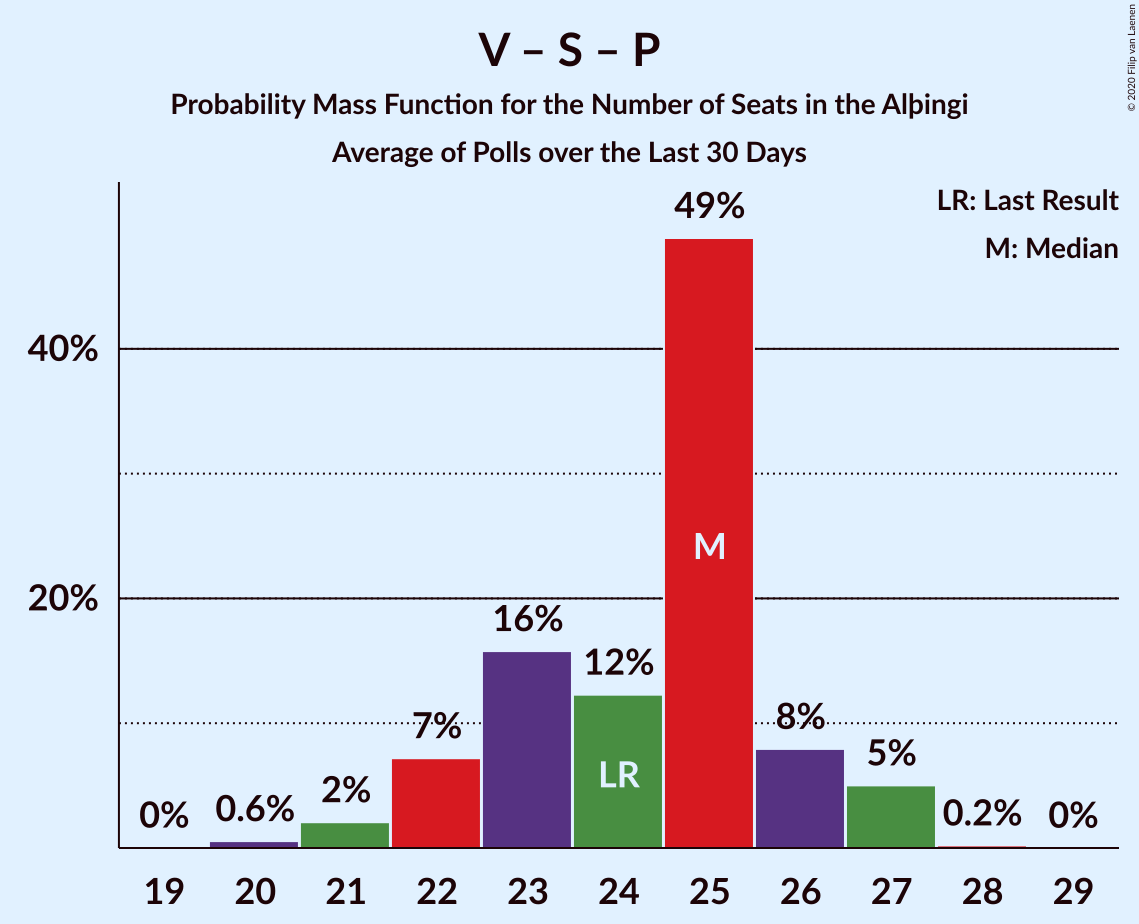 V – S – P
Probability Mass Function for the Number of Seats in the Alþingi
Average of Polls over the Last 30 Days
© 2020 Filip van Laenen
LR: Last Result
M: Median
40%
20%
0%
0.6%
2%
7%
16%
12%
49%
8%
5%
0.2%
0%
LR
M
19 20 21 22 23 24 25 26 27 28 29